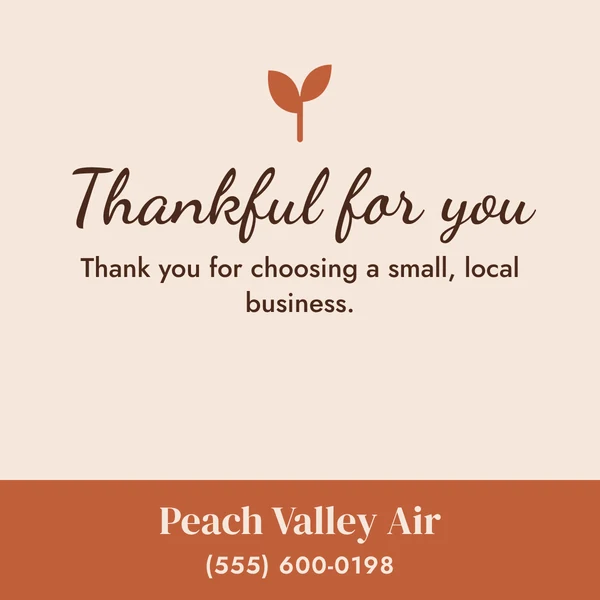 Thankful for you
Thank you for choosing a small, local
business.
Peach Valley Air
(555) 600-0198